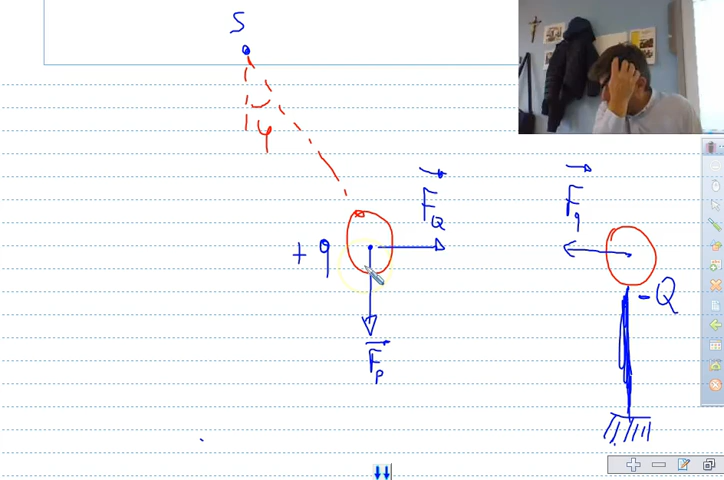 S
φ
F_Q
F_q
+ q
- Q
F_p